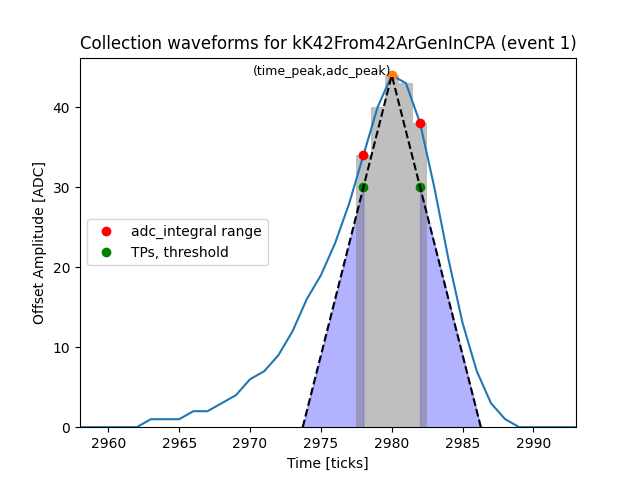 Collection waveforms for kK42From42ArGenInCPA (event 1)
(time_peak,adc_peak)
40
30
20
10
0
Offset Amplitude [ADC]
adc_integral range
TPs, threshold
2960 2965 2970 2975 2980 2985 2990
Time [ticks]